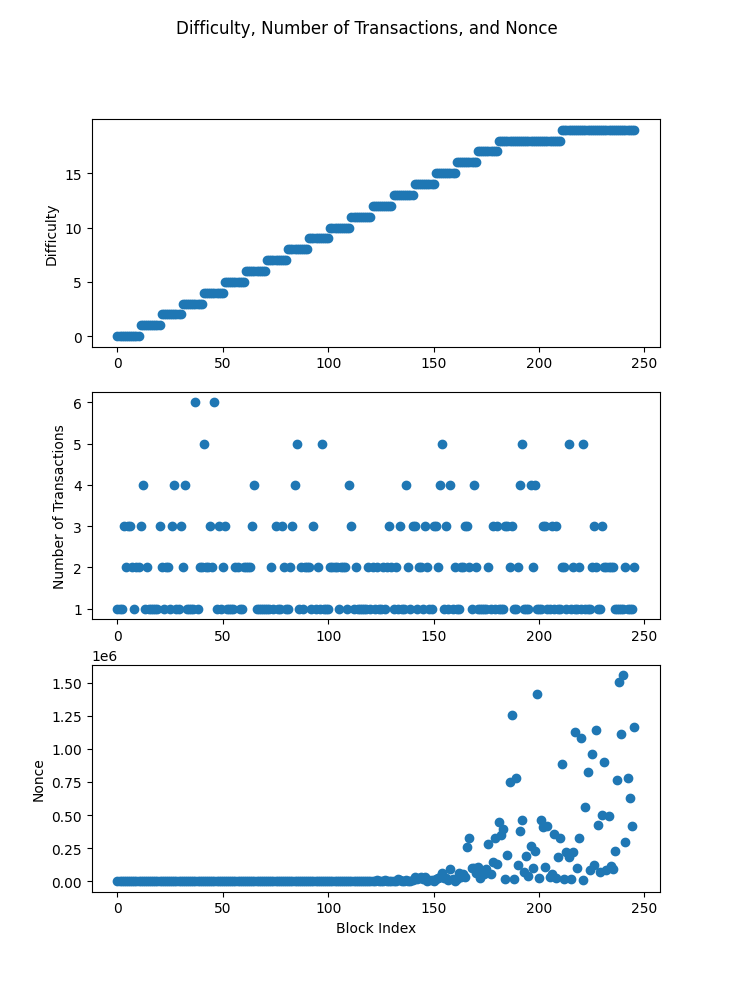 Difficulty, Number of Transactions, and Nonce
15
10
5
0
Difficulty
0 50 100 150 200 250
6
5
4
3
2
1
Number of Transactions
0 50 100 150 200 250
1e6
1.50
1.25
1.00
0.75
0.50
0.25
0.00
Nonce
0 50 100 150 200 250
Block Index